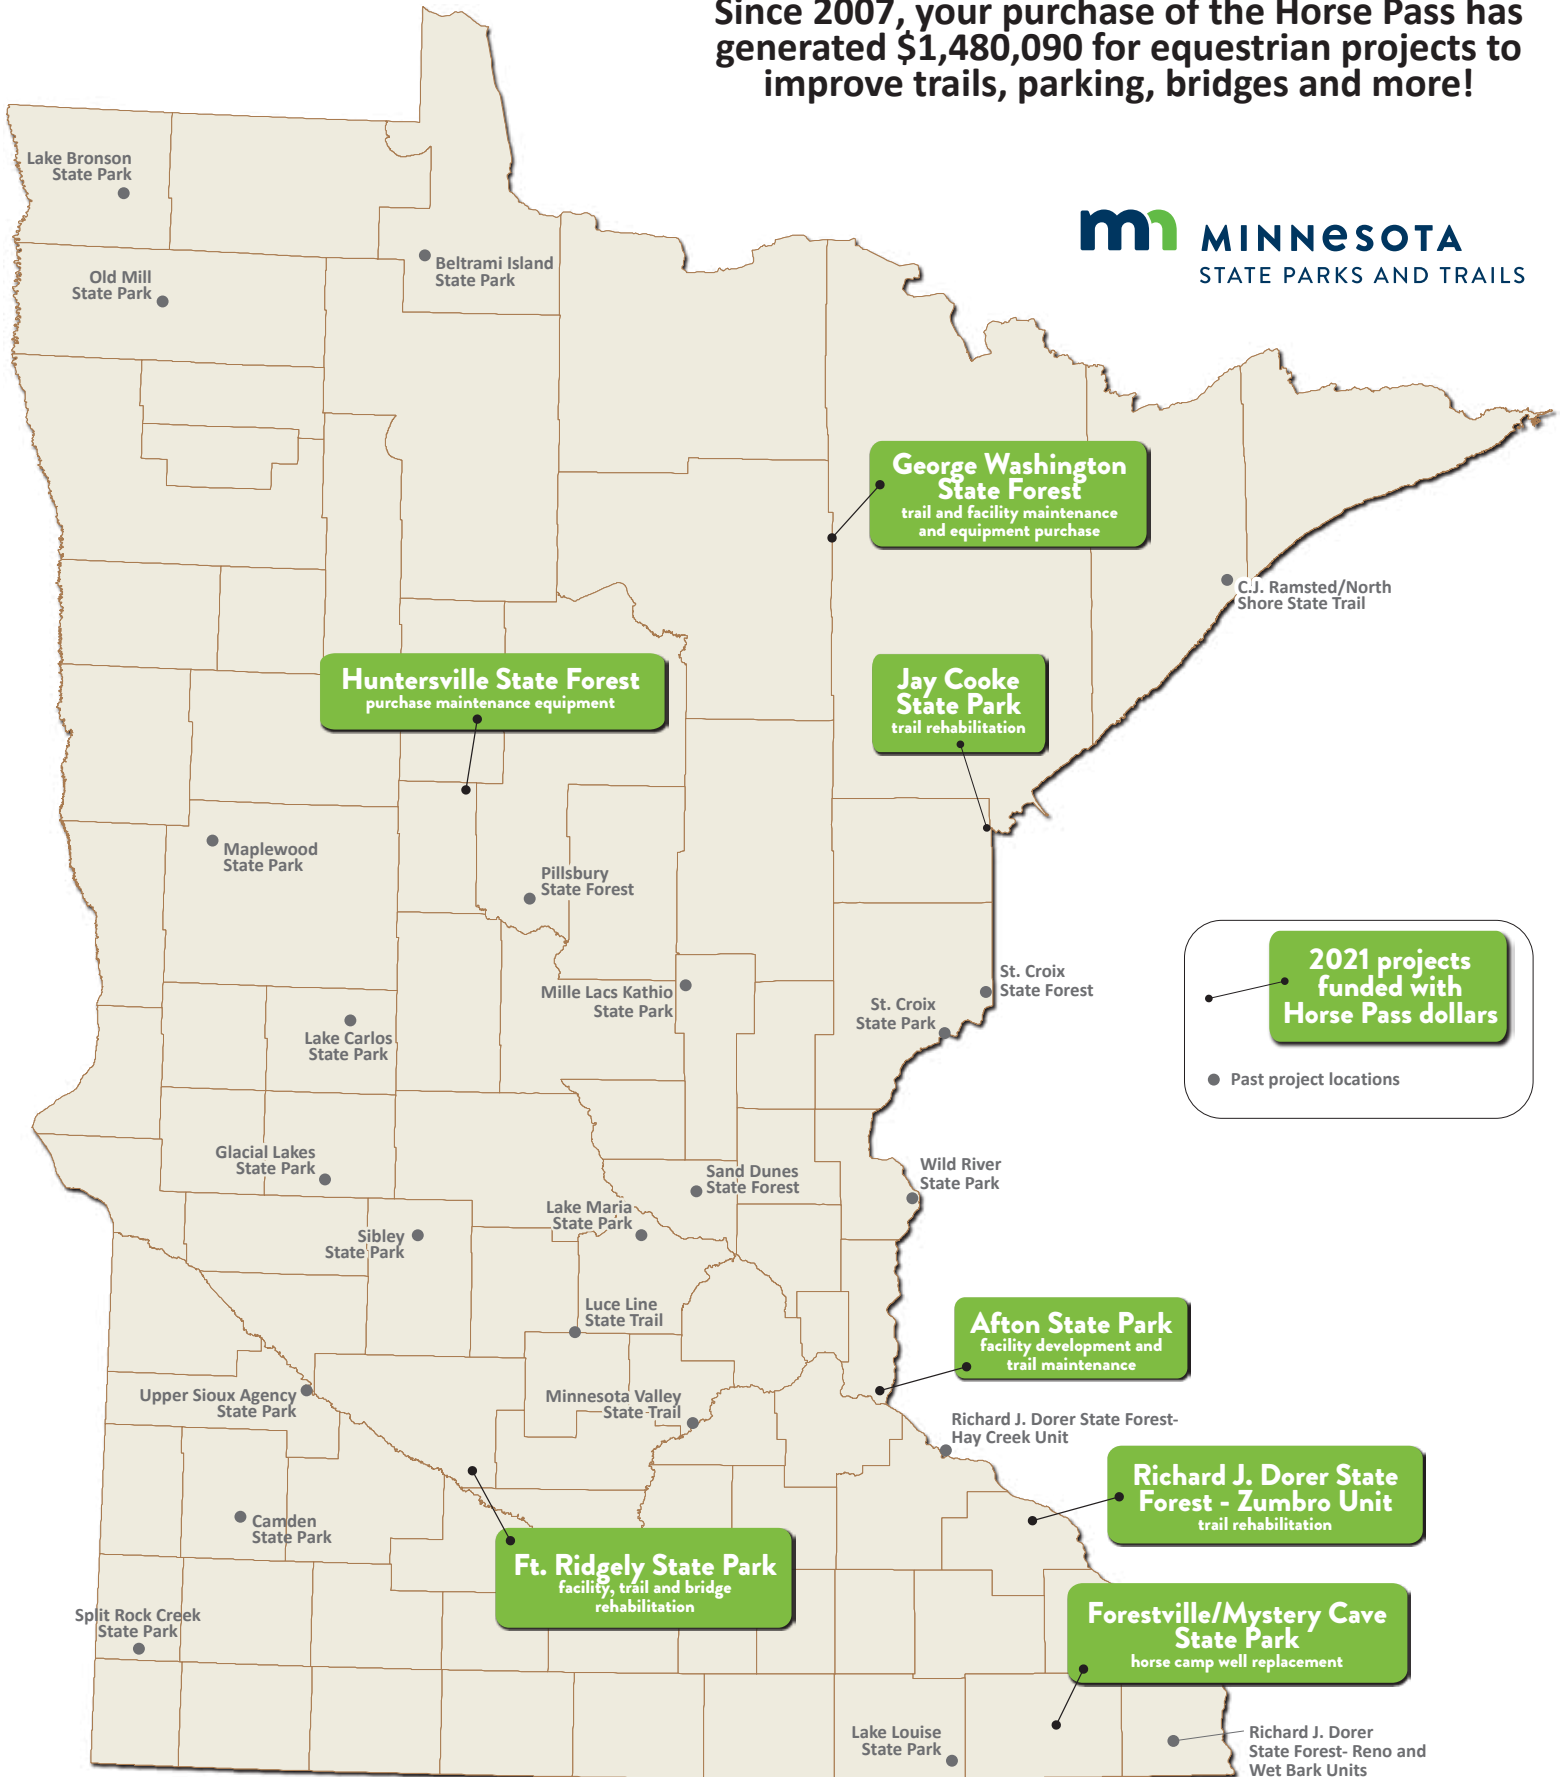 Since 2007, your purchase of the Horse Pass has
generated $1,480,090 for equestrian projects to
improve trails, parking, bridges and more!
mn MINNESOTA
STATE PARKS AND TRAILS
Lake Bronson
State Park
Old Mill
State Park
Beltrami Island
State Park
George Washington
State Forest
trail and facility maintenance
and equipment purchase
C.J. Ramsted/North
Shore State Trail
Huntersville State Forest
purchase maintenance equipment
Jay Cooke
State Park
trail rehabilitation
Maplewood
State Park
Pillsbury
State Forest
2021 projects
funded with
Horse Pass dollars
Past project locations
Mille Lacs Kathio
State Park
St. Croix
State Forest
St. Croix
State Park
Lake Carlos
State Park
Glacial Lakes
State Park
Sand Dunes
State Forest
Wild River
State Park
Lake Maria
State Park
Sibley
State Park
Luce Line
State Trail
Afton State Park
facility development and
trail maintenance
Upper Sioux Agency
State Park
Minnesota Valley
State Trail
Richard J. Dorer State Forest-
Hay Creek Unit
Richard J. Dorer State
Forest - Zumbro Unit
trail rehabilitation
Camden
State Park
Ft. Ridgely State Park
facility, trail and bridge
rehabilitation
Split Rock Creek
State Park
Forestville/Mystery Cave
State Park
horse camp well replacement
Lake Louise
State Park
Richard J. Dorer
State Forest- Reno and
Wet Bark Units